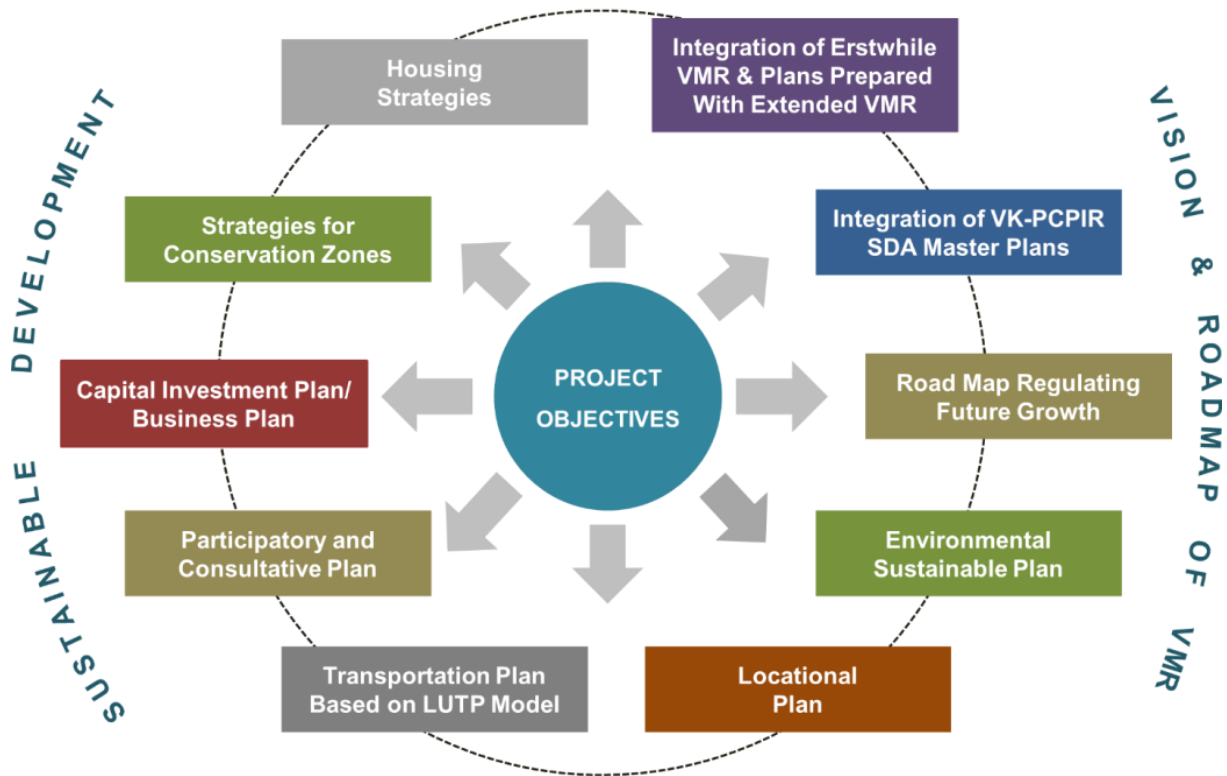 Housing
Strategies
Integration of Erstwhile
VMR & Plans Prepared
With Extended VMR
Strategies for
Conservation Zones
Integration of VK-PCPIR
SDA Master Plans
Capital Investment Plan/
Business Plan
PROJECT
OBJECTIVES
Road Map Regulating
Future Growth
Participatory and
Consultative Plan
Environmental
Sustainable Plan
Transportation Plan
Based on LUTP Model
Locational
Plan
SUSTAINABLE DEVELOPMENT
VISION & ROADMAP OF VMR